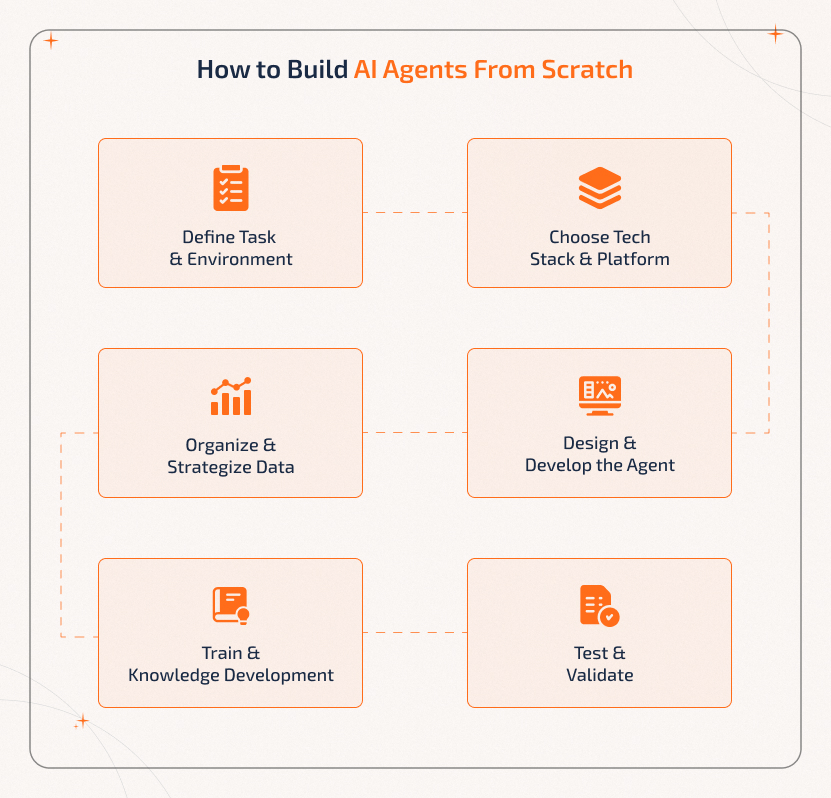 How to Build AI Agents From Scratch
Define Task
& Environment
Choose Tech
Stack & Platform
Organize &
Strategize Data
Design &
Develop the Agent
Train &
Knowledge Development
Test &
Validate